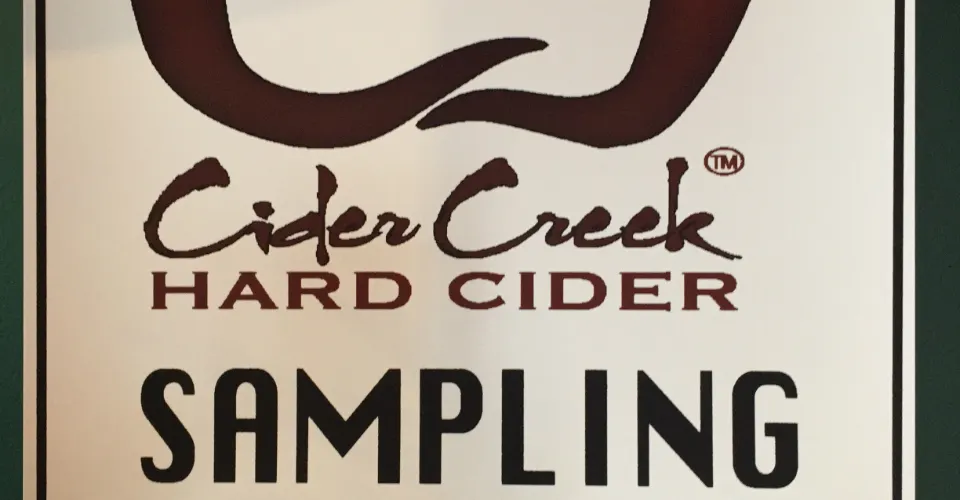 Cider Creek™
HARD CIDER
SAMPLING